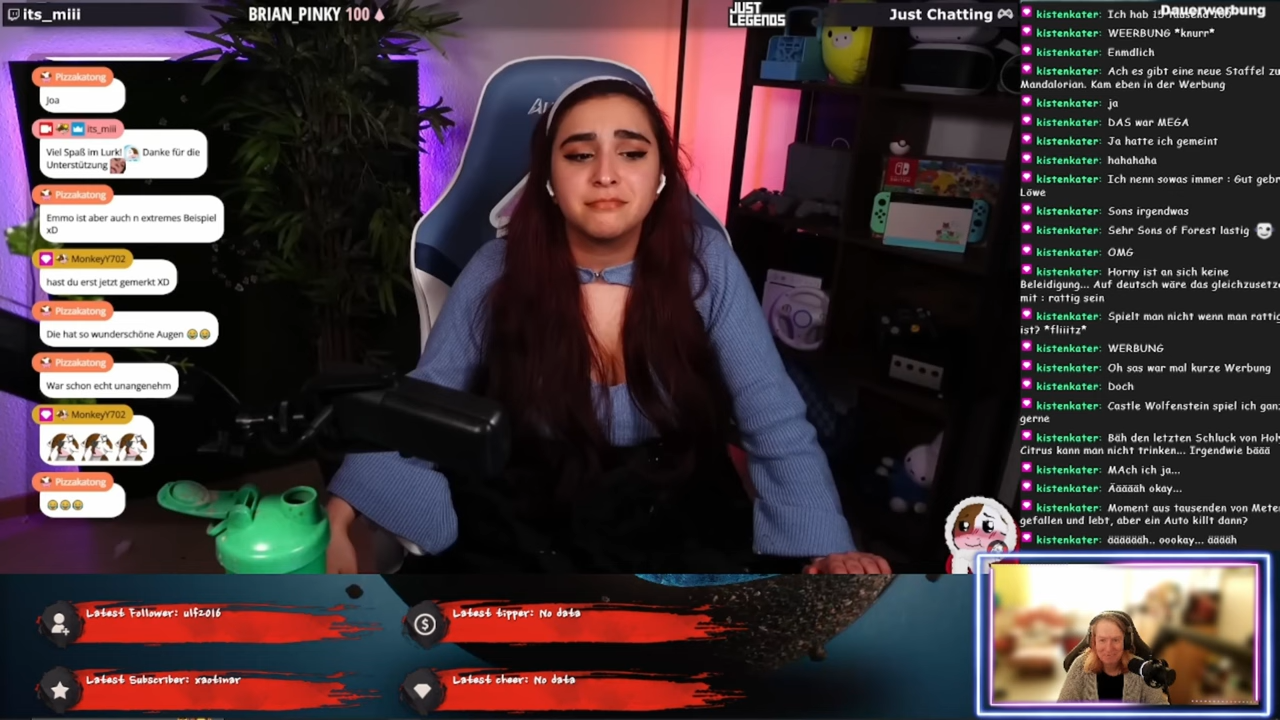 its_miii
BRIAN_PINKY 100
JUST
LEGENDS
Just Chatting
Dauerwerbung
Pizzakatong
Joa
its_miii
Viel Spaß im Lurk! Danke für die
Unterstützung
Pizzakatong
Emmo ist aber auch n extremes Beispiel
xD
MonkeyY702
hast du erst jetzt gemerkt XD
Pizzakatong
Die hat so wunderschöne Augen
Pizzakatong
War schon echt unangenehm
MonkeyY702
Pizzakatong
kistenkater: Ich hab
kistenkater: WEERBUNG *knurr*
kistenkater: Enmdlich
kistenkater: Ach es gibt eine neue Staffel zu
Mandalorian. Kam eben in der Werbung
kistenkater: ja
kistenkater: DAS war MEGA
kistenkater: Ja hatte ich gemeint
kistenkater: hahahaha
kistenkater: Ich nenn sowas immer : Gut gebr
Löwe
kistenkater: Sons irgendwas
kistenkater: Sehr Sons of Forest lastig
kistenkater: OMG
kistenkater: Horny ist an sich keine
Beleidigung... Auf deutsch wäre das gleichzusetze
mit : rattig sein
kistenkater: Spielt man nicht wenn man rattig
ist? *fliiitz*
kistenkater: WERBUNG
kistenkater: Oh sas war mal kurze Werbung
kistenkater: Doch
kistenkater: Castle Wolfenstein spiel ich gan
gerne
kistenkater: Bäh den letzten Schluck von Holy
Citrus kann man nicht trinken... Irgendwie bää
kistenkater: MAch ich ja...
kistenkater: Äääääh okay...
kistenkater: Moment aus tausenden von Meter
gefallen und lebt, aber ein Auto killt dann?
kistenkater: ääääääh.. oookay... ääääh
Latest Follower: ulf2016
Latest tipper: No data
Latest Subscriber: xaotinar
Latest cheer: No data